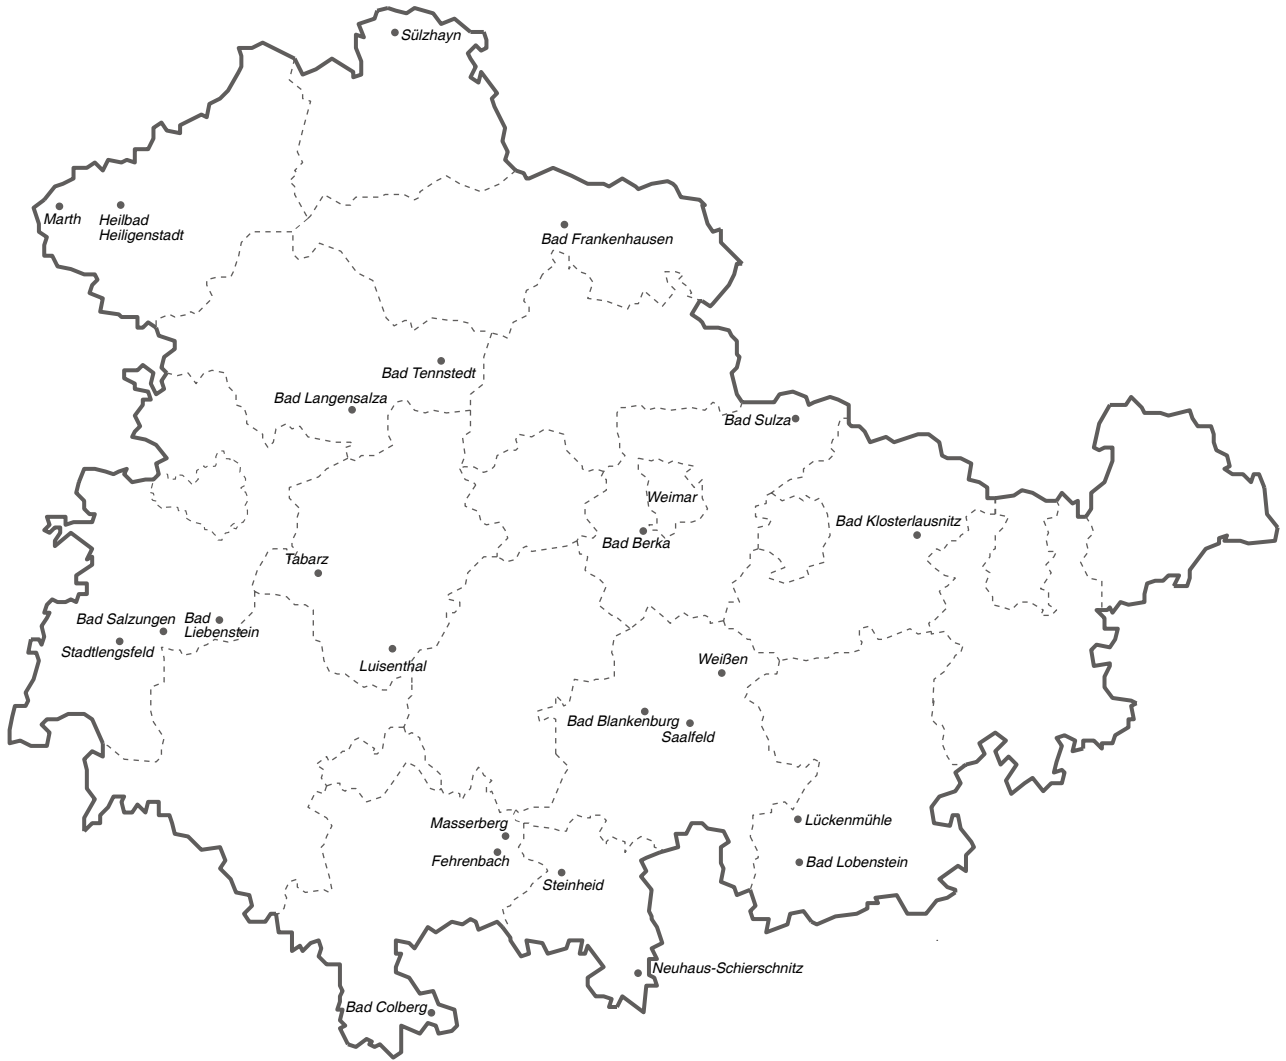 Sülzhayn
Marth
Heilbad
Heiligenstadt
Bad Frankenhausen
Bad Tennstedt
Bad Langensalza
Bad Sulza
Weimar
Bad Klosterlausnitz
Bad Berka
Tabarz
Bad Salzungen
Bad
Liebenstein
Stadtlengsfeld
Luisenthal
Weißen
Bad Blankenburg
Saalfeld
Masserberg
Lückenmühle
Fehrenbach
Bad Lobenstein
Steinheid
Neuhaus-Schierschnitz
Bad Colberg